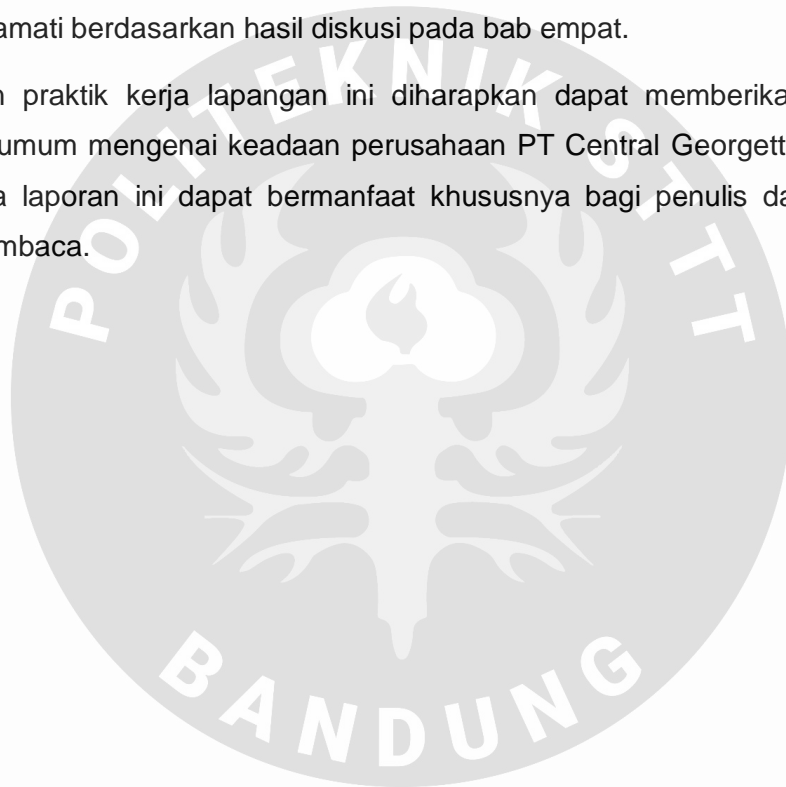 amati berdasarkan hasil diskusi pada bab empat.
praktik kerja lapangan ini diharapkan dapat memberika
umum mengenai keadaan perusahaan PT Central Georgett
a laporan ini dapat bermanfaat khususnya bagi penulis da
mbaca.
POLITEKNIK STTT
BANDUNG